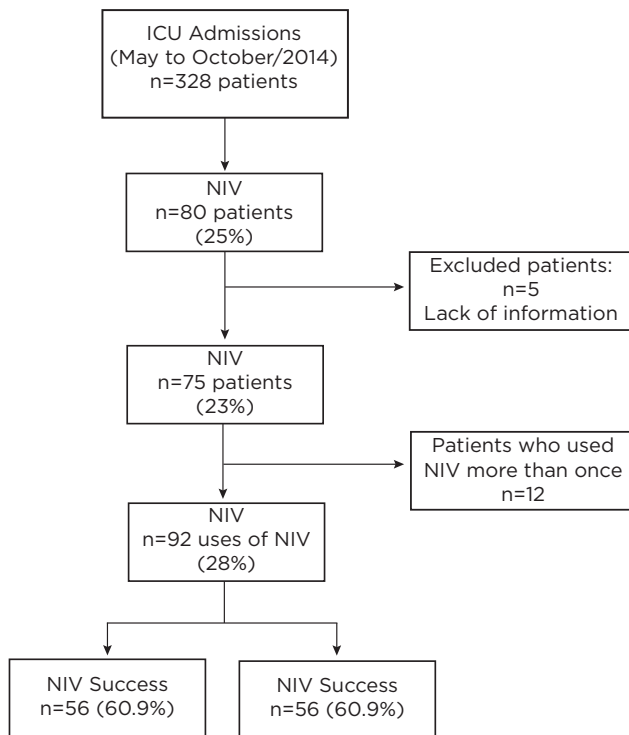 ICU Admissions
(May to October/2014)
n=328 patients
NIV
n=80 patients
(25%)
Excluded patients:
n=5
Lack of information
NIV
n=75 patients
(23%)
Patients who used
NIV more than once
n=12
NIV
n=92 uses of NIV
(28%)
NIV Success
n=56 (60.9%)
NIV Success
n=56 (60.9%)